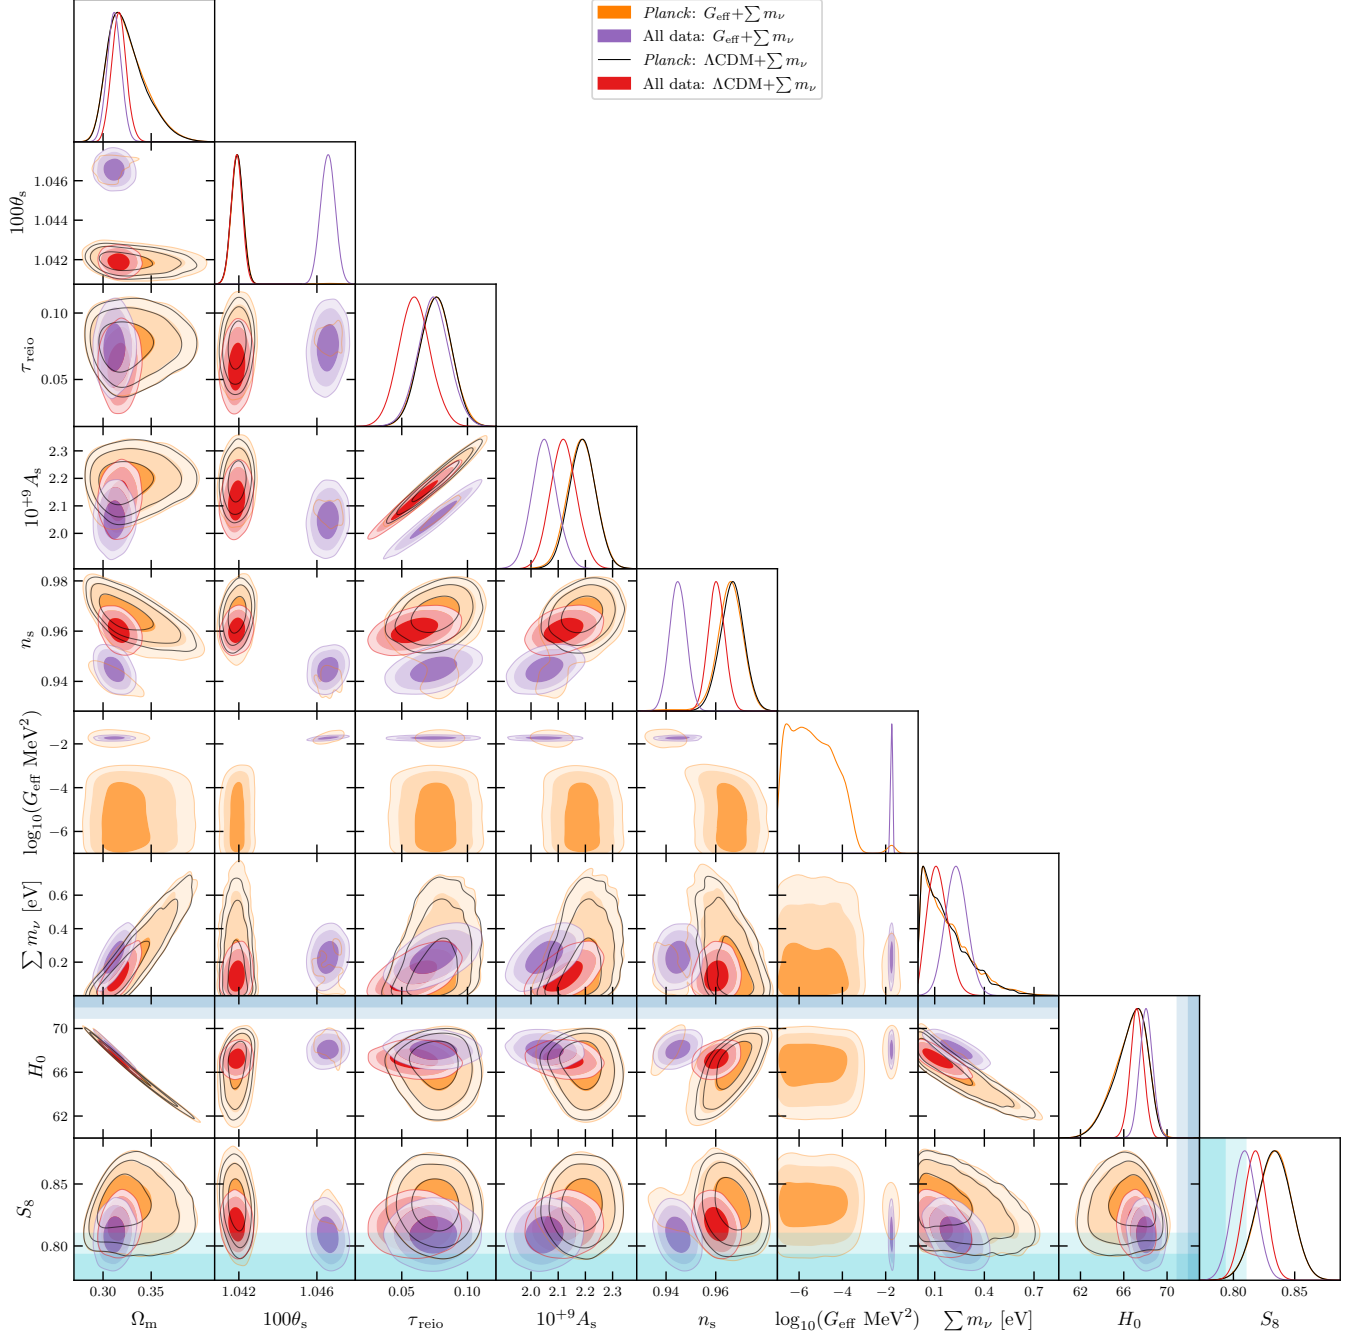 Planck: G_eff+∑ m_ν
All data: G_eff+∑ m_ν
Planck: ΛCDM+∑ m_ν
All data: ΛCDM+∑ m_ν
100θ_s
1.046
1.044
1.042
τ_reio
0.10
0.05
10^{+9}A_s
2.3
2.2
2.1
2.0
n_s
0.98
0.96
0.94
log_10(G_eff MeV^2)
−2
−4
−6
∑ m_ν [eV]
0.6
0.4
0.2
H_0
70
66
62
S_8
0.85
0.80
0.30 0.35
1.042 1.046
0.05 0.10
2.0 2.1 2.2 2.3
0.94 0.96
−6 −4 −2
0.1 0.4 0.7
62 66 70
0.80 0.85
Ω_m
100θ_s
τ_reio
10^{+9}A_s
n_s
log_10(G_eff MeV^2)
∑ m_ν [eV]
H_0
S_8